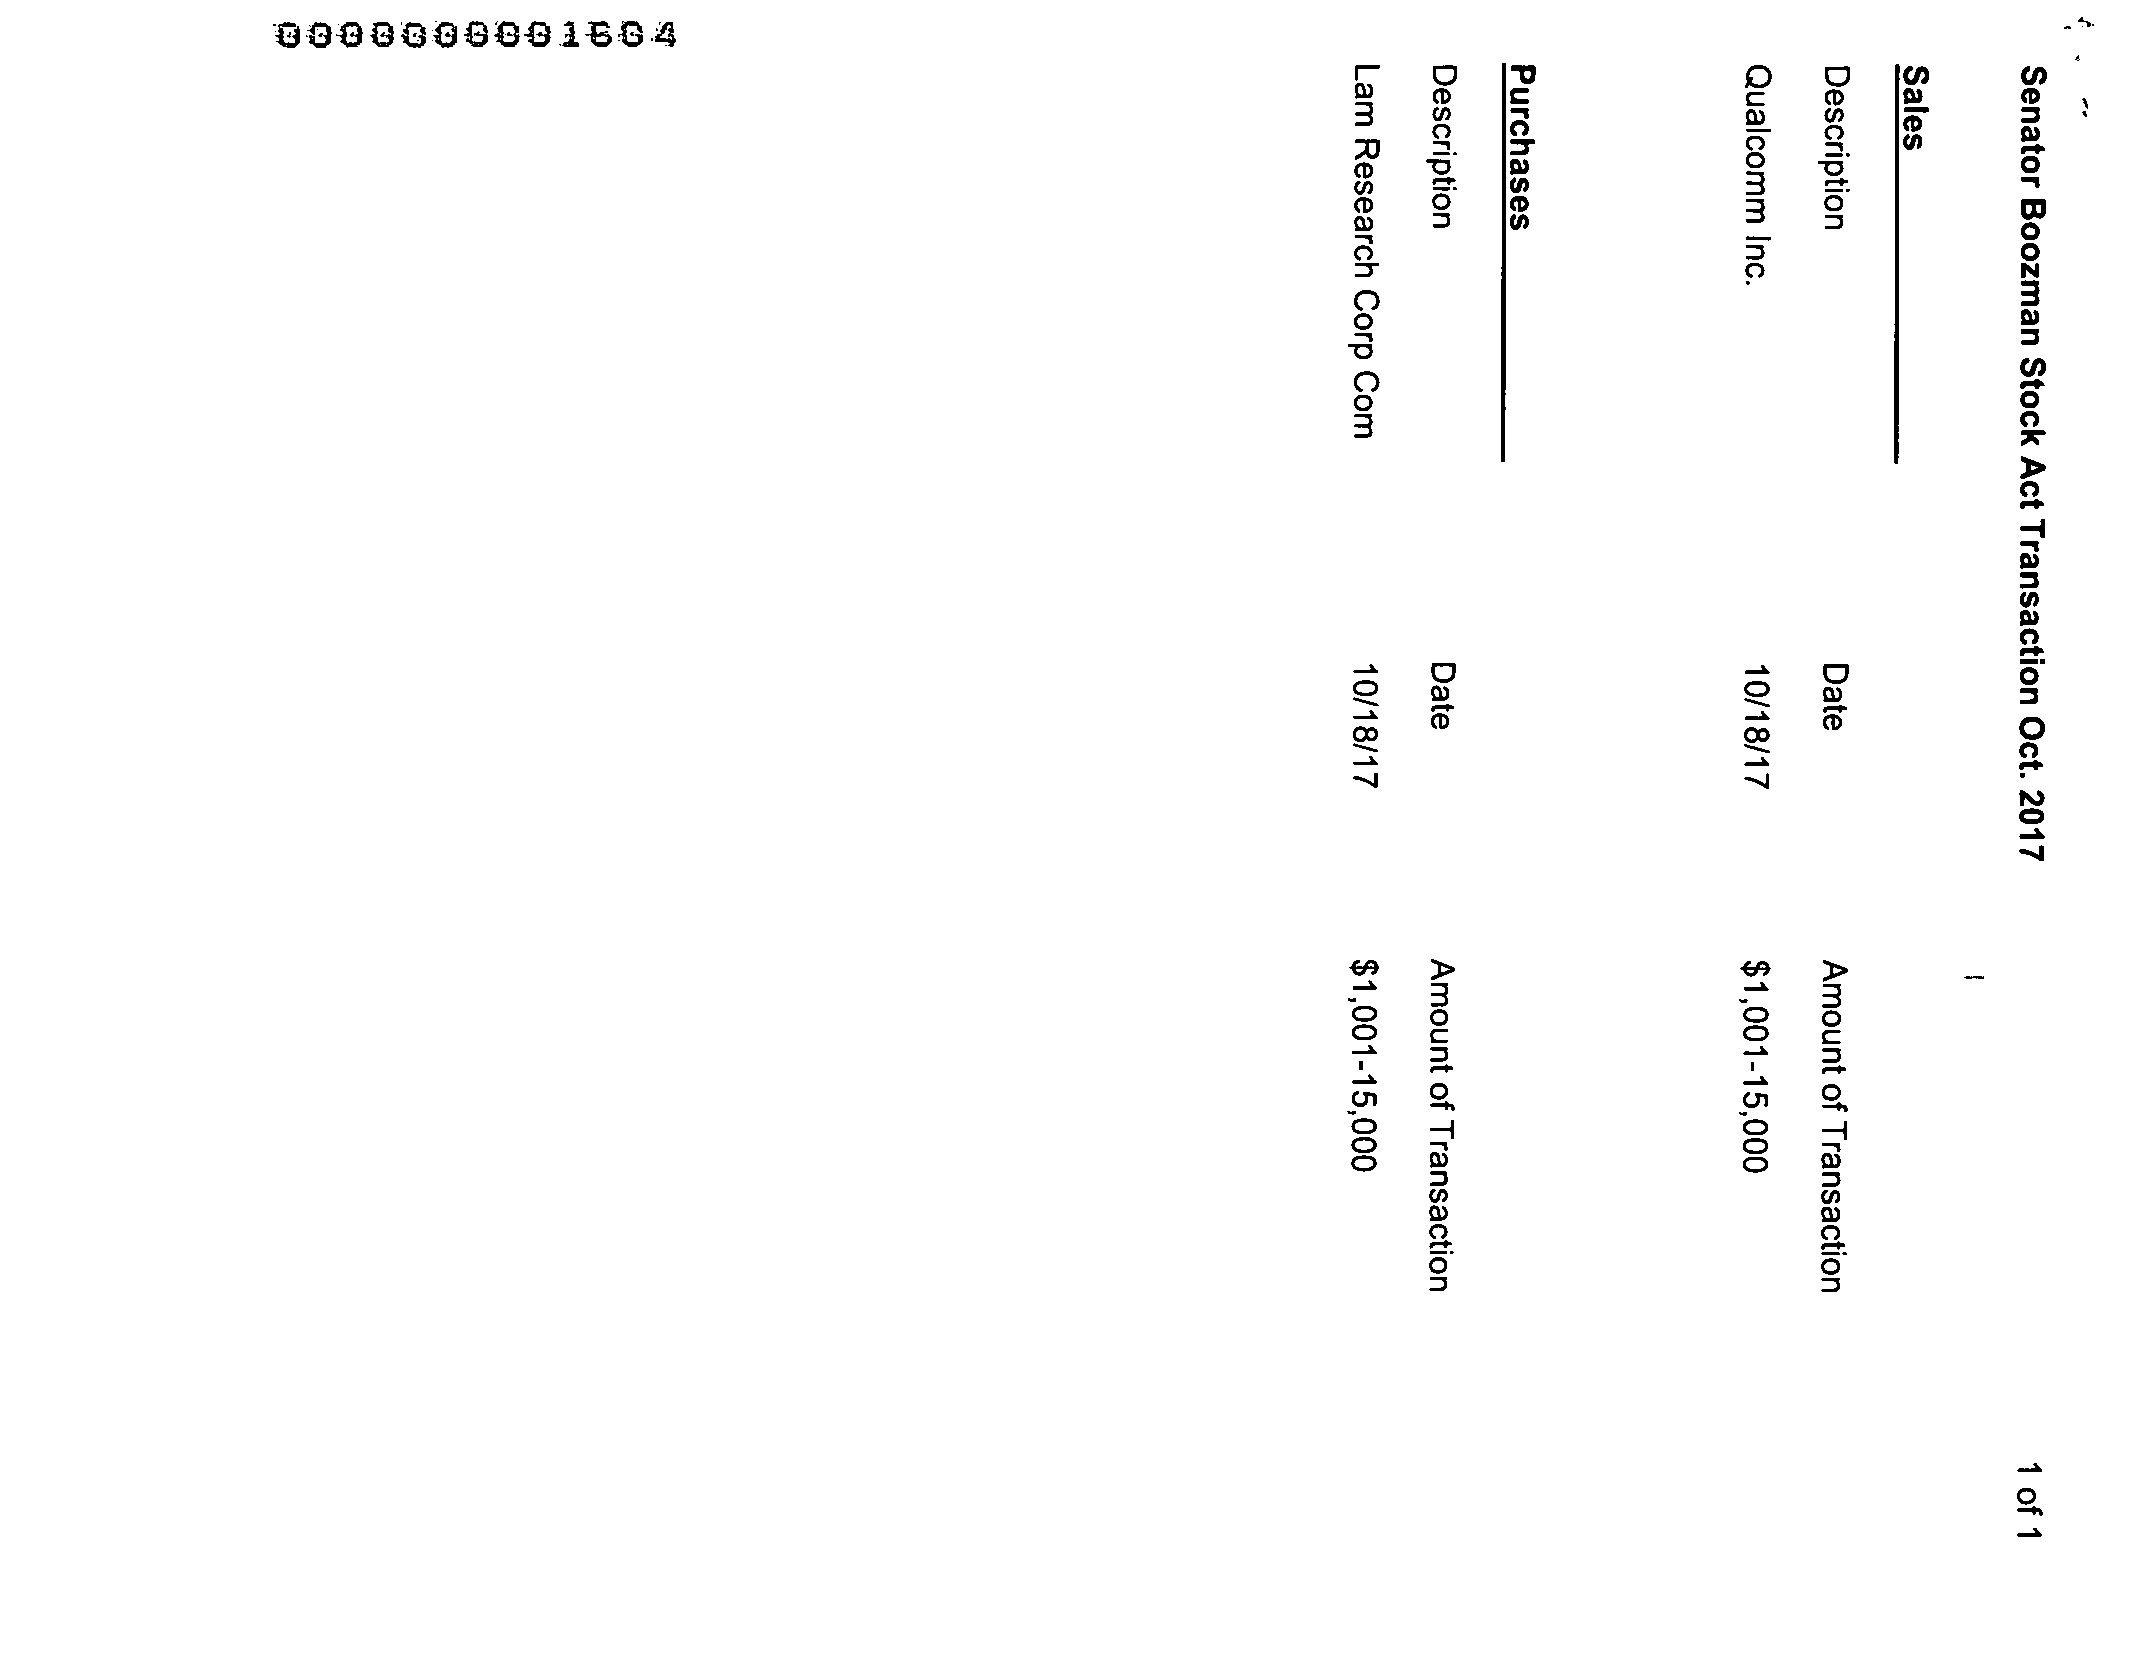 Senator Boozman Stock Act Transaction Oct. 2017 1 of 1
Sales
Description Date Amount of Transaction
Qualcomm Inc. 10/18/17 $1,001-15,000
Purchases
Description Date Amount of Transaction
Lam Research Corp Com 10/18/17 $1,001-15,000